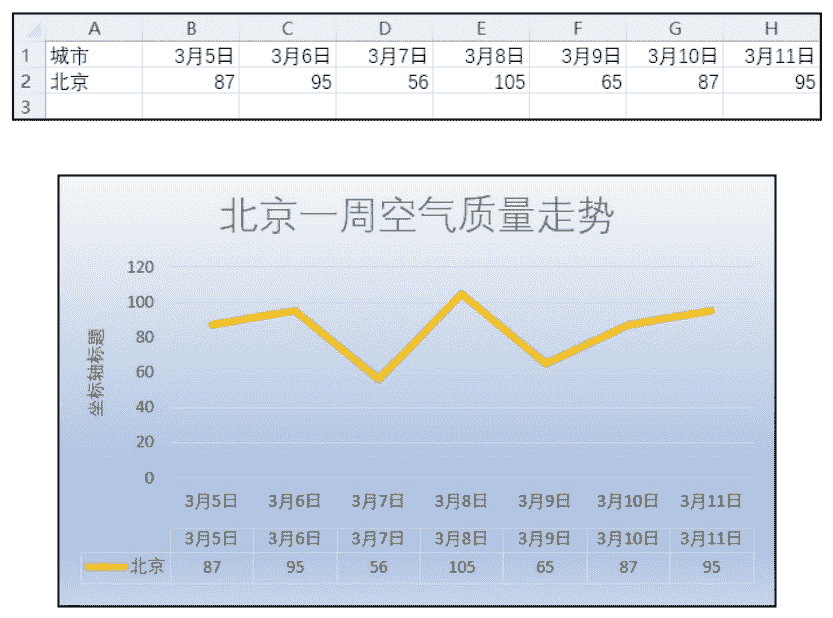 A B C D E F G H
1 城市 3月5日 3月6日 3月7日 3月8日 3月9日 3月10日 3月11日
2 北京 87 95 56 105 65 87 95
3
北京一周空气质量走势
120
100
80
60
40
20
0
坐标轴标题
3月5日 3月6日 3月7日 3月8日 3月9日 3月10日 3月11日
3月5日 3月6日 3月7日 3月8日 3月9日 3月10日 3月11日
北京 87 95 56 105 65 87 95